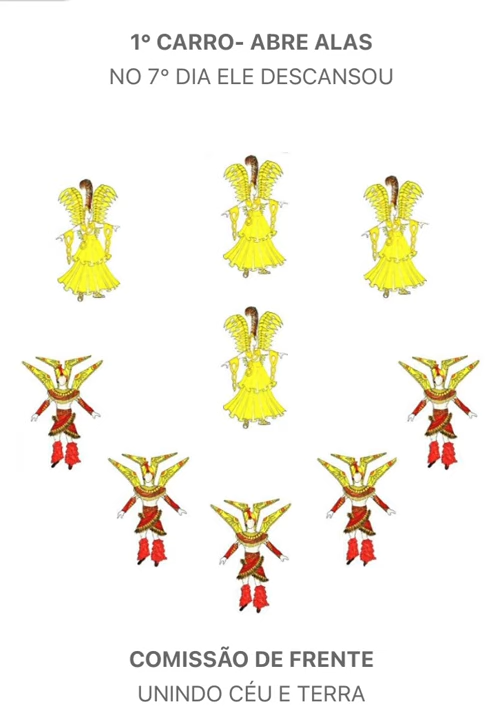 1º CARRO- ABRE ALAS
NO 7º DIA ELE DESCANSOU
COMISSÃO DE FRENTE
UNINDO CÉU E TERRA